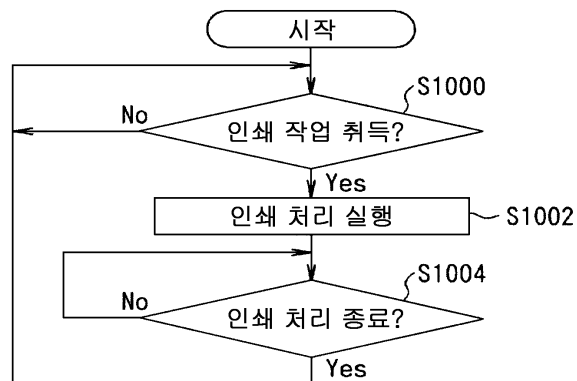 시작
S1000
No
인쇄 작업 취득?
Yes
인쇄 처리 실행
S1002
S1004
No
인쇄 처리 종료?
Yes